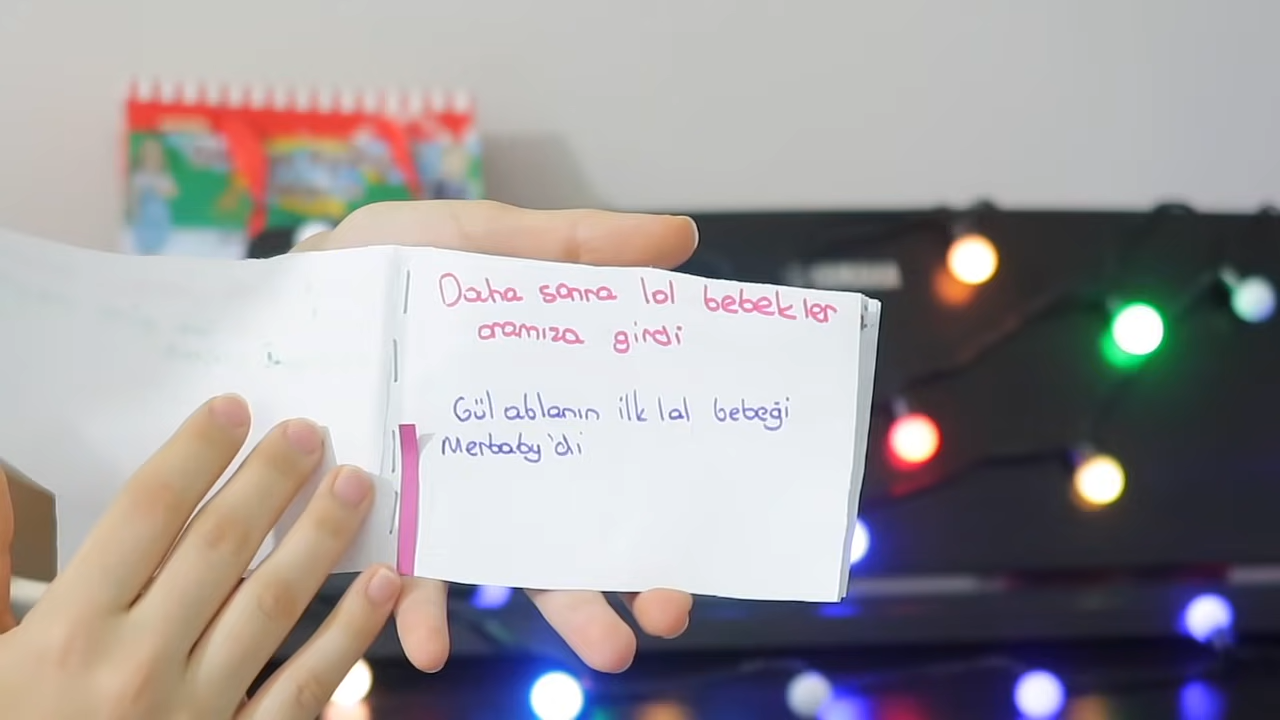 Daha sonra lol bebekler
aramıza girdi
Gül ablanın ilk lol bebeği
Merbaby'di